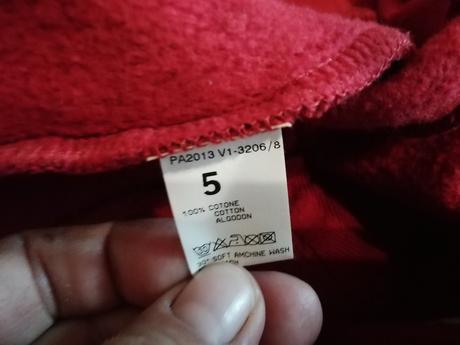 PA2013 V1-3206/8
5
100% COTONE
COTTON
ALGODON
30° SOFT AMCHINE WASH